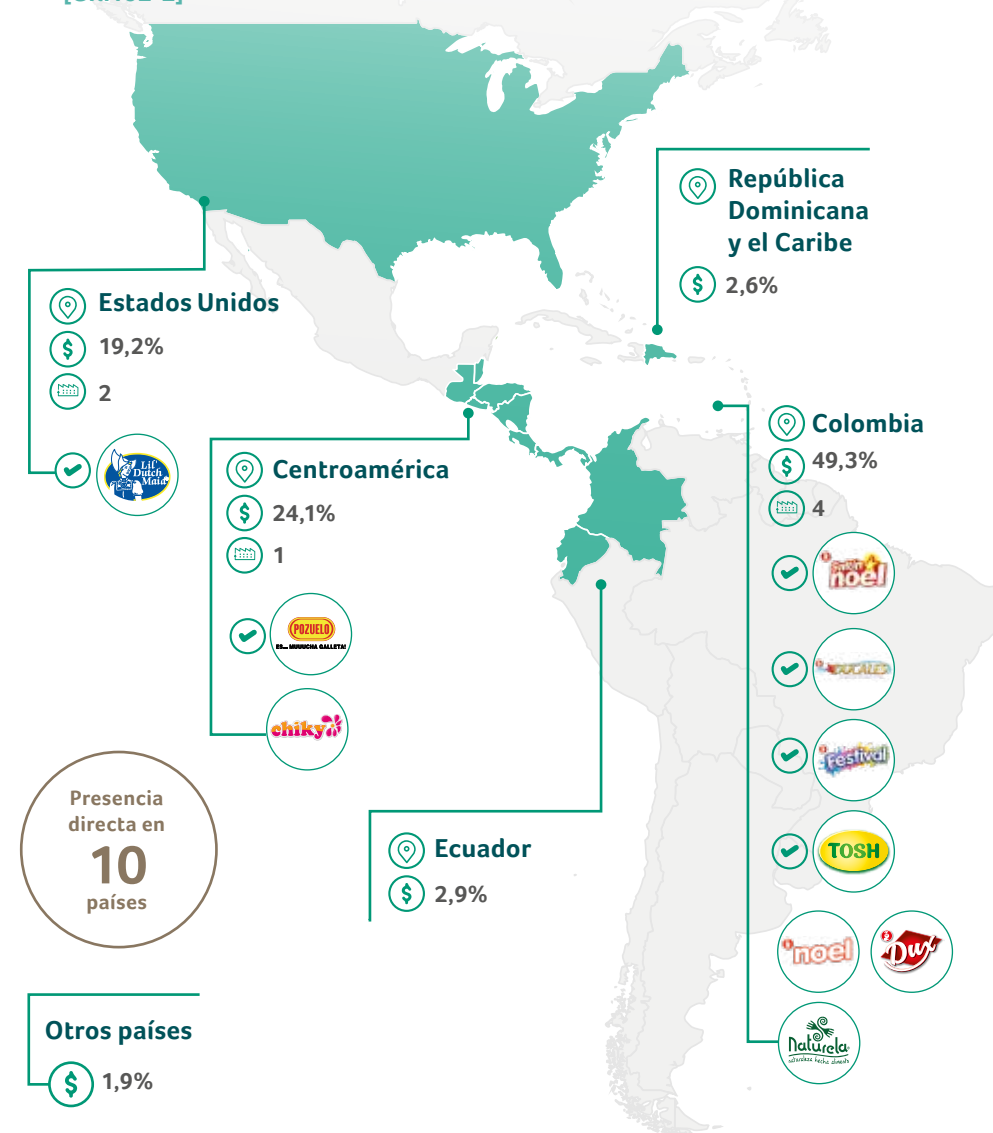 República
Dominicana
y el Caribe
$ 2,6%
Estados Unidos
$ 19,2%
2
Lil'
Dutch
Maid
Centroamérica
$ 24,1%
1
POZUELO
ES... MUUUCHA GALLETA!
chiky
Colombia
$ 49,3%
4
noel
DUCALES
Festival
TOSH
noel
Dux
Naturela
naturaleza hecha alimento
Ecuador
$ 2,9%
Presencia
directa en
10
países
Otros países
$ 1,9%